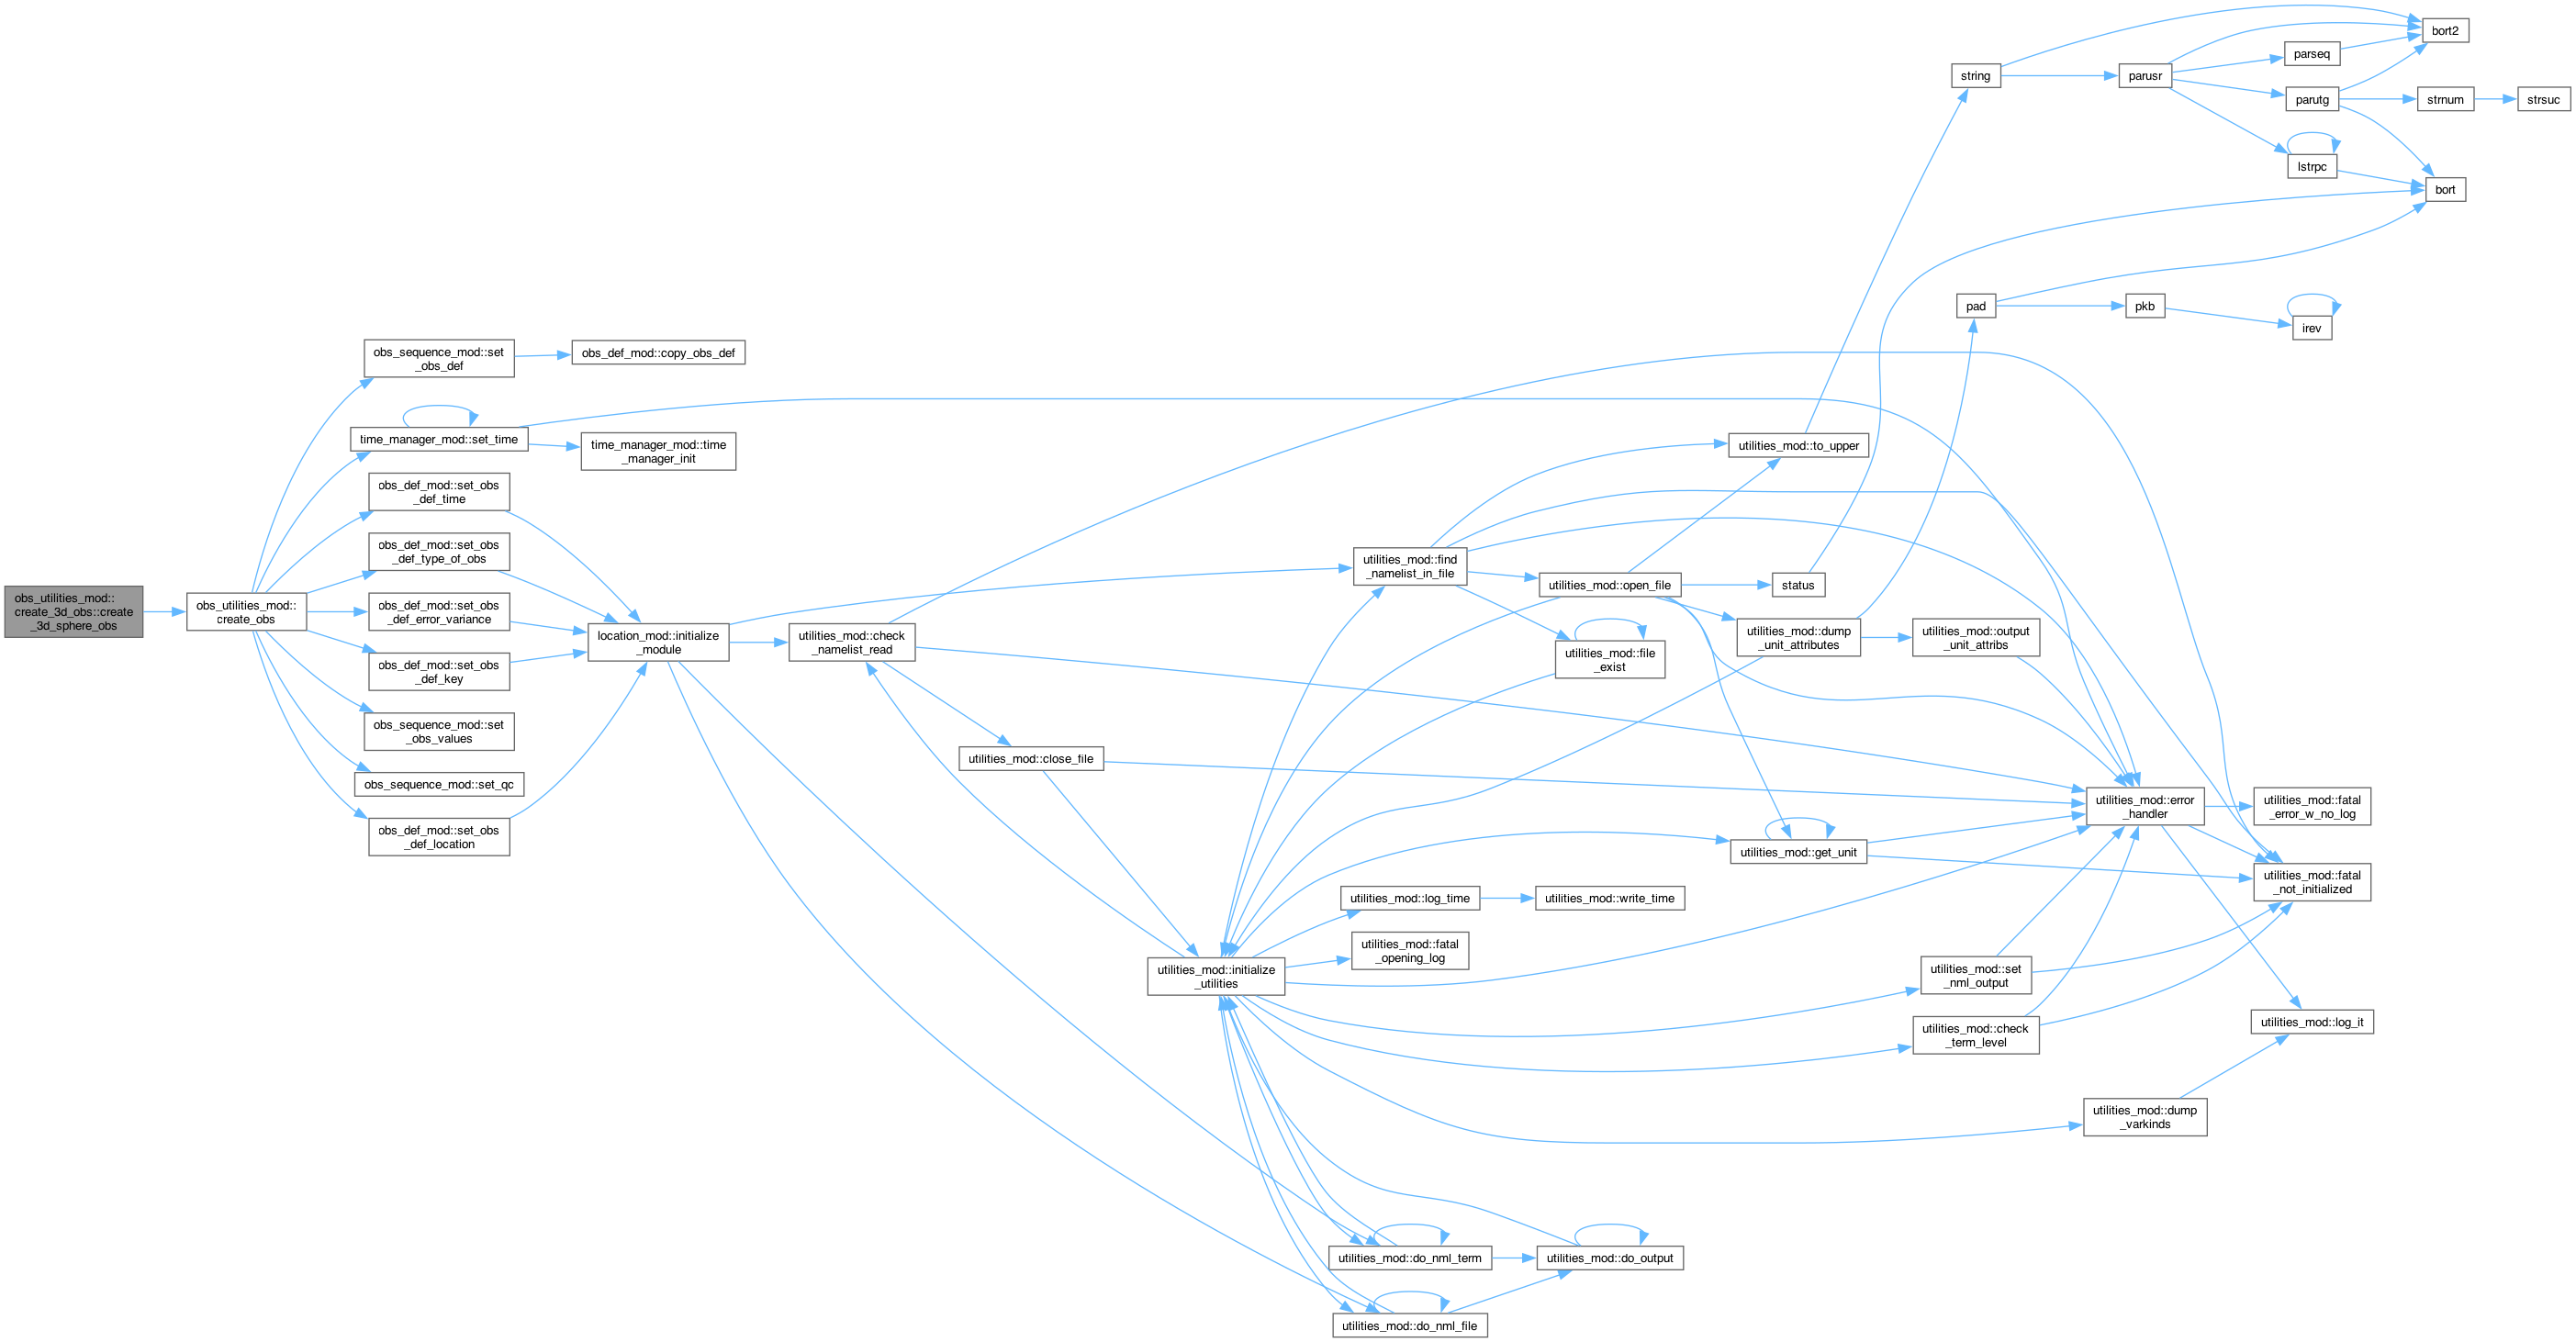 obs_utilities_mod::
create_3d_obs::create
_3d_sphere_obs
obs_utilities_mod::
create_obs
obs_sequence_mod::set
_obs_def
obs_def_mod::copy_obs_def
time_manager_mod::set_time
time_manager_mod::time
_manager_init
obs_def_mod::set_obs
_def_time
obs_def_mod::set_obs
_def_type_of_obs
obs_def_mod::set_obs
_def_error_variance
obs_def_mod::set_obs
_def_key
obs_sequence_mod::set
_obs_values
obs_sequence_mod::set_qc
obs_def_mod::set_obs
_def_location
location_mod::initialize
_module
utilities_mod::check
_namelist_read
utilities_mod::close_file
utilities_mod::initialize
_utilities
utilities_mod::find
_namelist_in_file
utilities_mod::open_file
utilities_mod::file
_exist
utilities_mod::to_upper
status
utilities_mod::dump
_unit_attributes
utilities_mod::output
_unit_attribs
utilities_mod::get_unit
utilities_mod::log_time
utilities_mod::write_time
utilities_mod::fatal
_opening_log
utilities_mod::do_nml_term
utilities_mod::do_output
utilities_mod::do_nml_file
string
parusr
parseq
parutg
lstrpc
bort2
strnum
strsuc
bort
pad
pkb
irev
utilities_mod::error
_handler
utilities_mod::fatal
_error_w_no_log
utilities_mod::fatal
_not_initialized
utilities_mod::set
_nml_output
utilities_mod::check
_term_level
utilities_mod::log_it
utilities_mod::dump
_varkinds